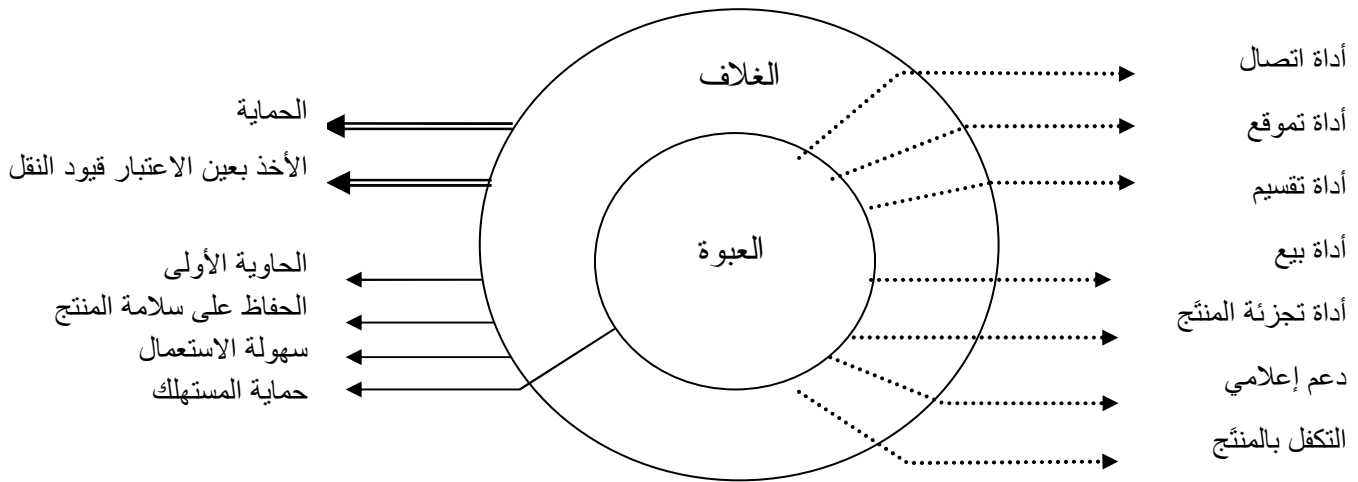 الغلاف
العبوة
أداة اتصال
أداة تموقع
أداة تقسيم
أداة بيع
أداة تجزئة المنتَج
دعم إعلامي
التكفل بالمنتَج
الحماية
الأخذ بعين الاعتبار قيود النقل
الحاوية الأولى
الحفاظ على سلامة المنتج
سهولة الاستعمال
حماية المستهلك